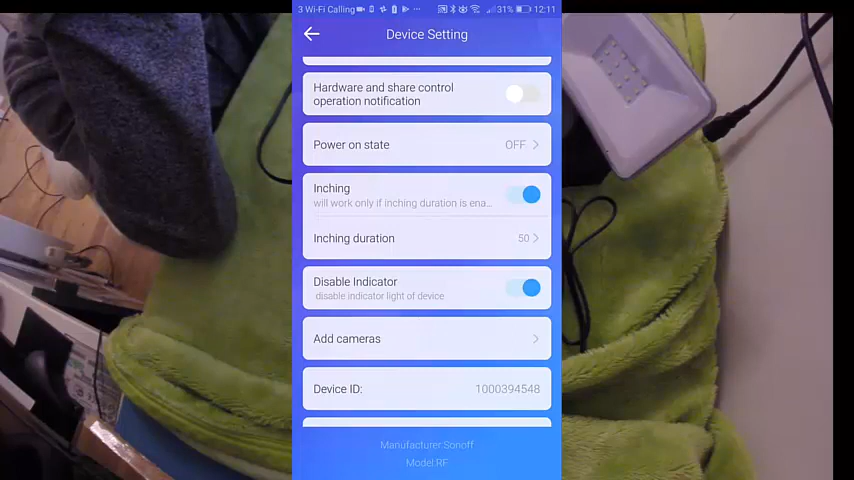 3 Wi-Fi Calling ... 31% 12:11
Device Setting
Hardware and share control
operation notification
Power on state OFF
Inching
will work only if inching duration is ena...
Inching duration 50
Disable Indicator
disable indicator light of device
Add cameras
Device ID: 1000394548
Manufacturer:Sonoff
Model:RF